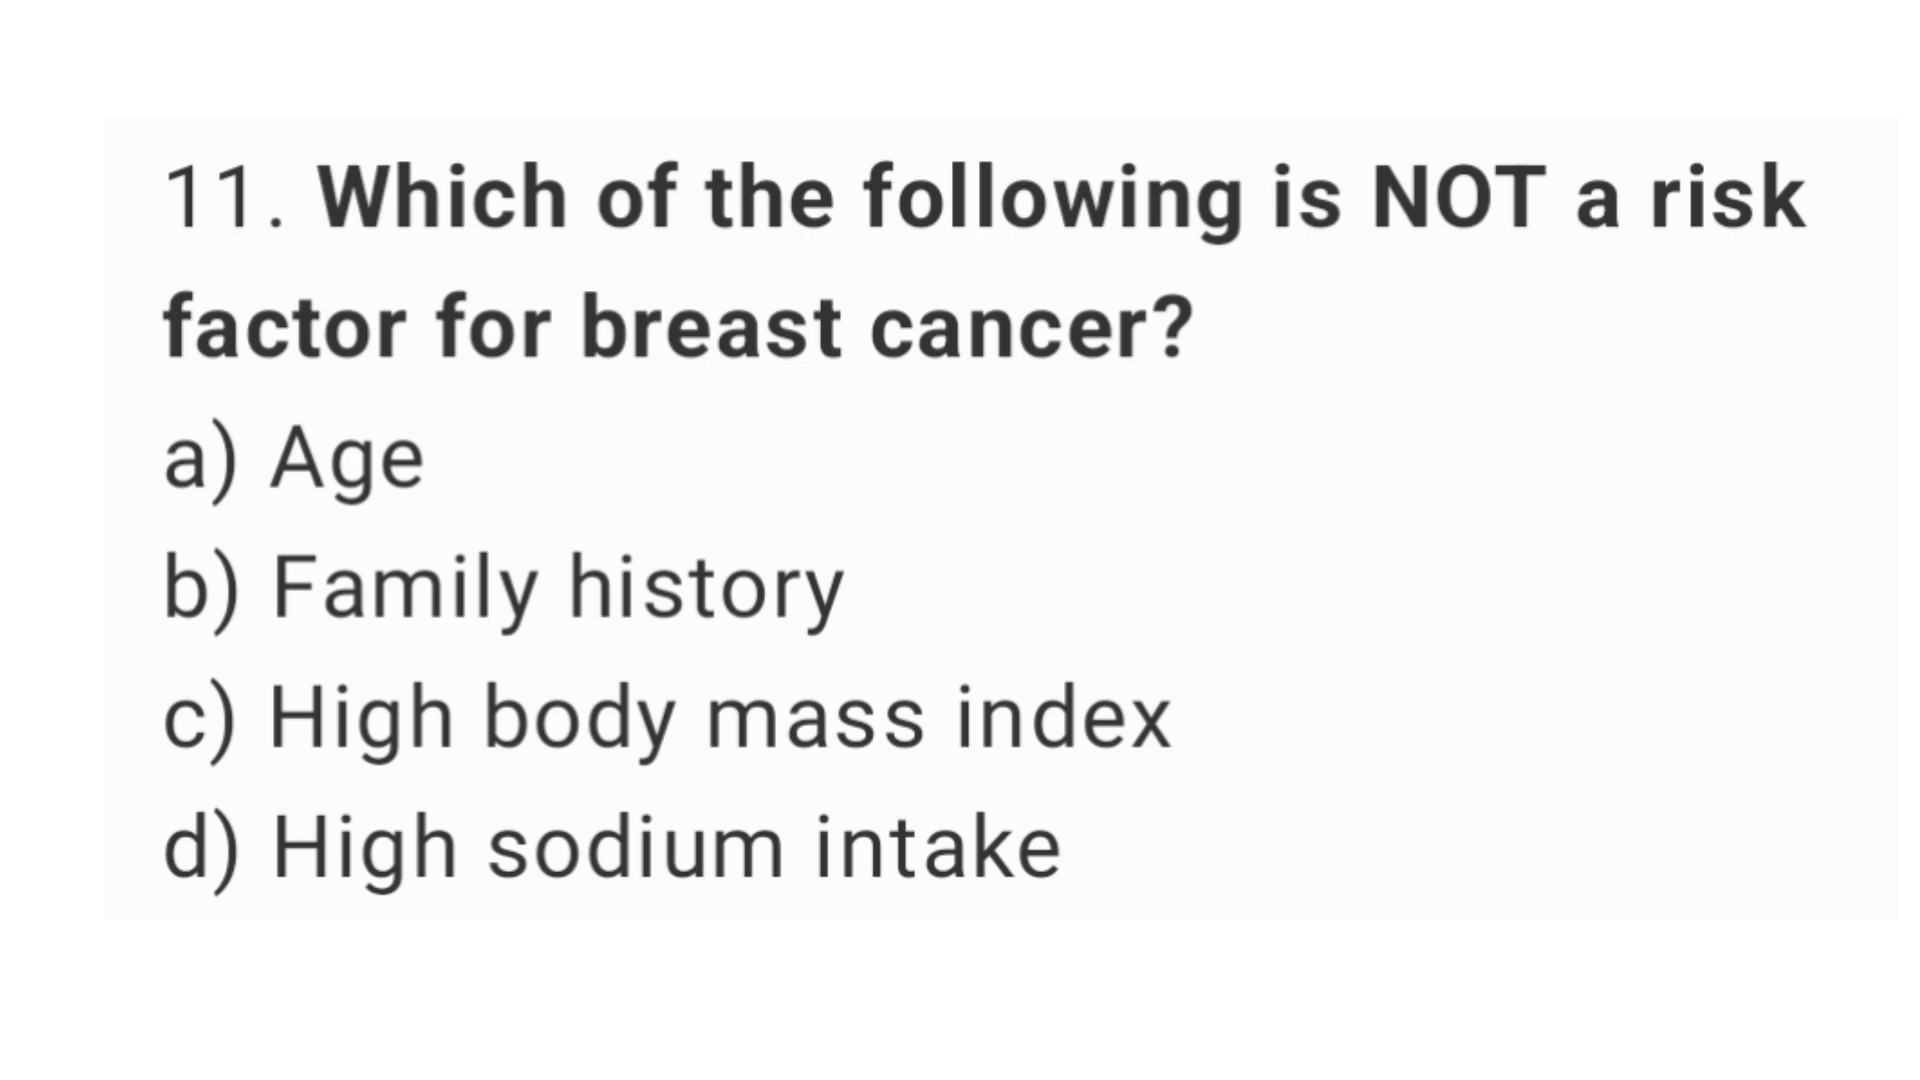 11. Which of the following is NOT a risk
factor for breast cancer?
a) Age
b) Family history
c) High body mass index
d) High sodium intake